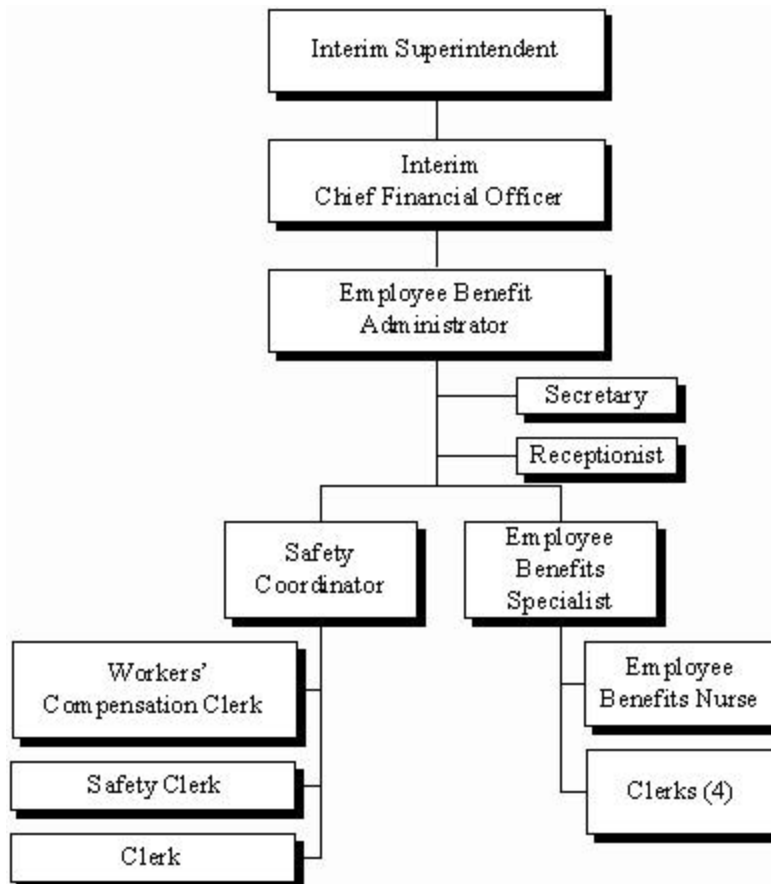 Interim Superintendent
Interim
Chief Financial Officer
Employee Benefit
Administrator
Secretary
Receptionist
Safety
Coordinator
Employee
Benefits
Specialist
Workers’
Compensation Clerk
Safety Clerk
Clerk
Employee
Benefits Nurse
Clerks (4)